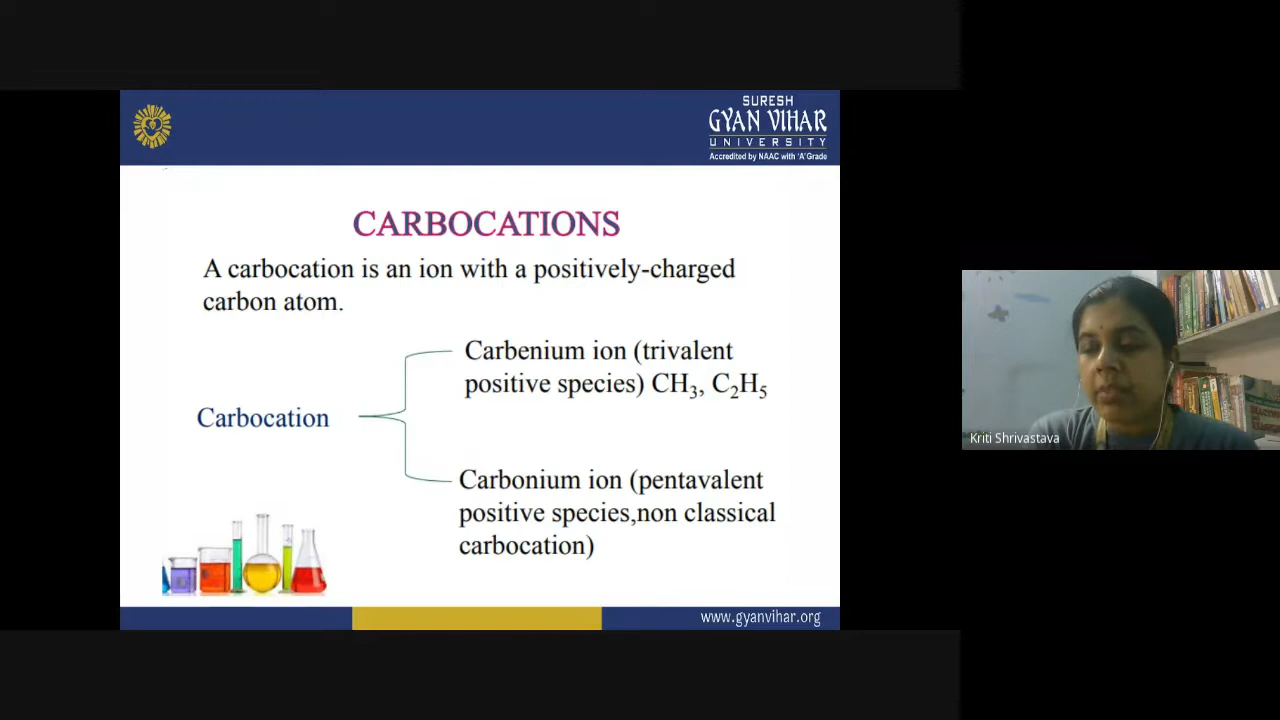 SURESH
GYAN VIHAR
UNIVERSITY
Accredited by NAAC with 'A' Grade
CARBOCATIONS
A carbocation is an ion with a positively-charged
carbon atom.
Carbocation
Carbenium ion (trivalent
positive species) CH₃, C₂H₅
Carbonium ion (pentavalent
positive species,non classical
carbocation)
www.gyanvihar.org
Kriti Shrivastava